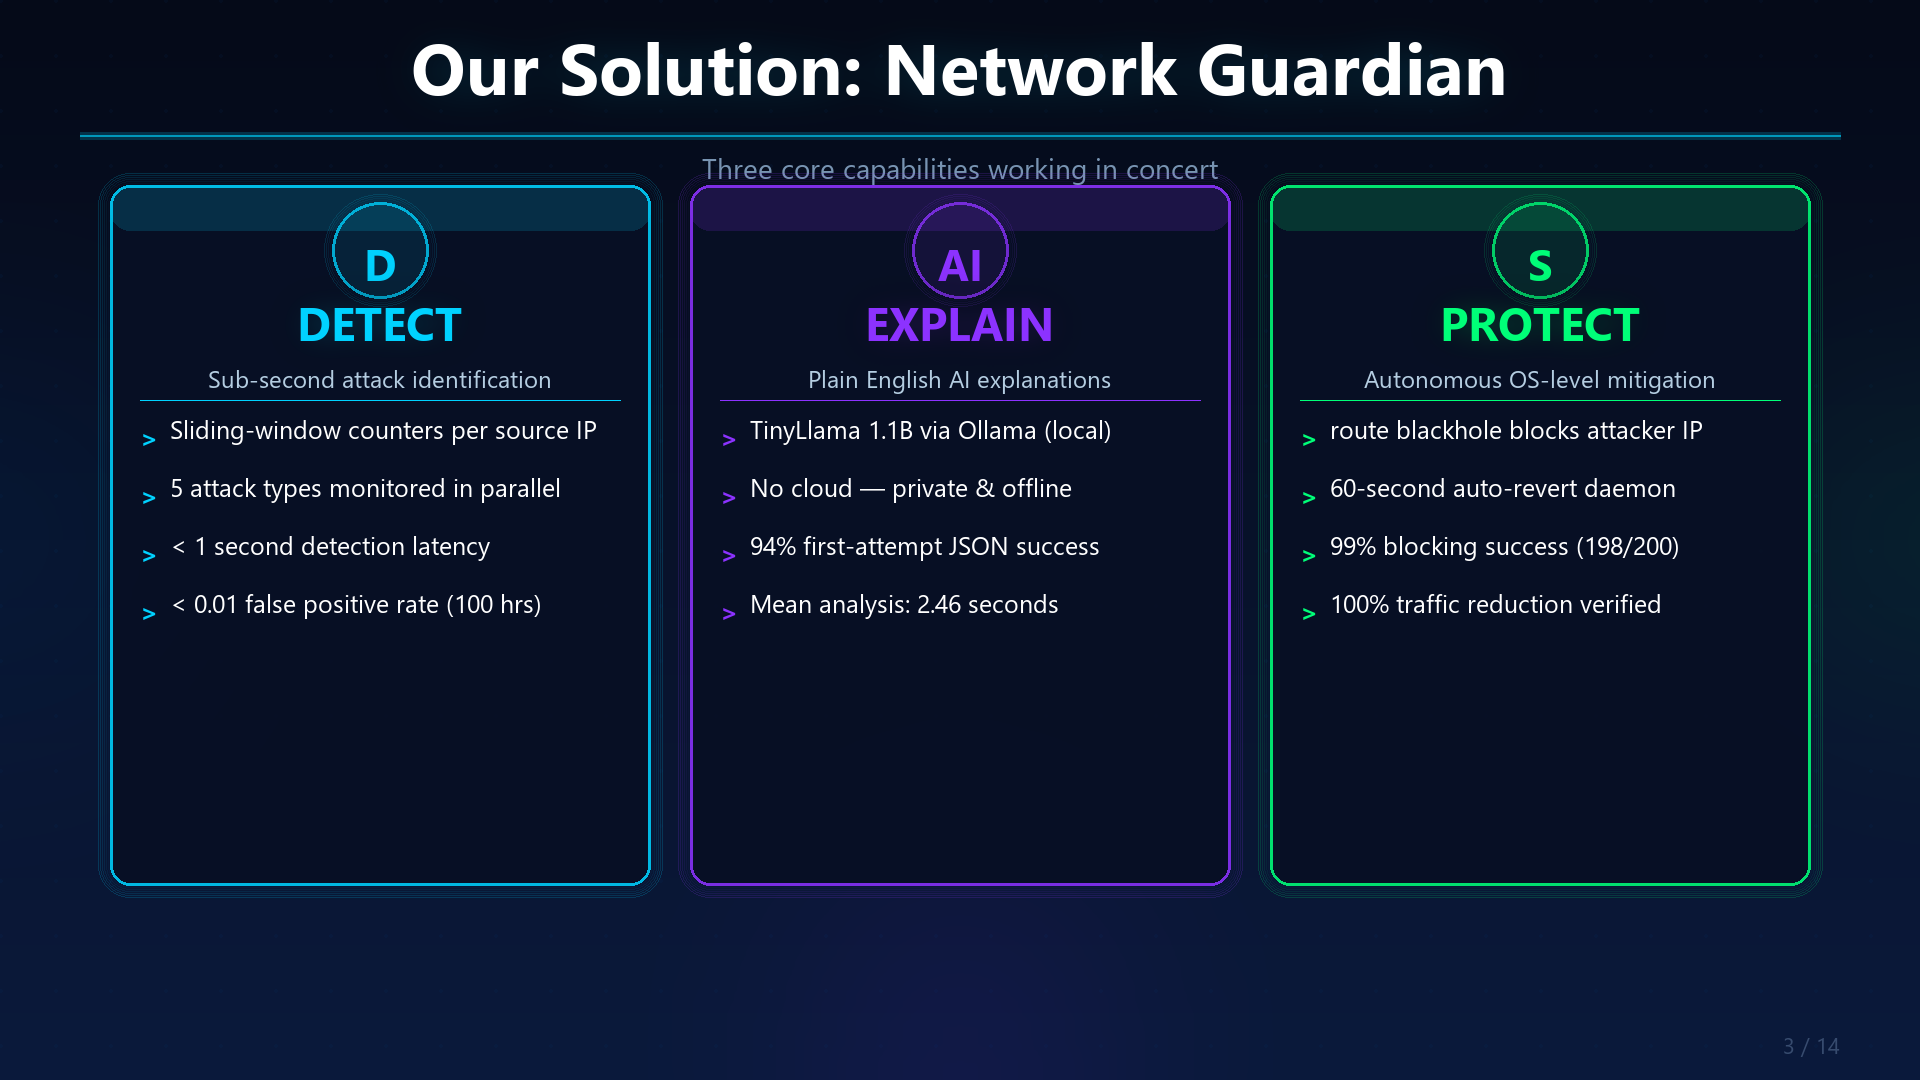 Our Solution: Network Guardian
Three core capabilities working in concert
D
DETECT
Sub-second attack identification
> Sliding-window counters per source IP
> 5 attack types monitored in parallel
> < 1 second detection latency
> < 0.01 false positive rate (100 hrs)
AI
EXPLAIN
Plain English AI explanations
> TinyLlama 1.1B via Ollama (local)
> No cloud — private & offline
> 94% first-attempt JSON success
> Mean analysis: 2.46 seconds
S
PROTECT
Autonomous OS-level mitigation
> route blackhole blocks attacker IP
> 60-second auto-revert daemon
> 99% blocking success (198/200)
> 100% traffic reduction verified
3 / 14